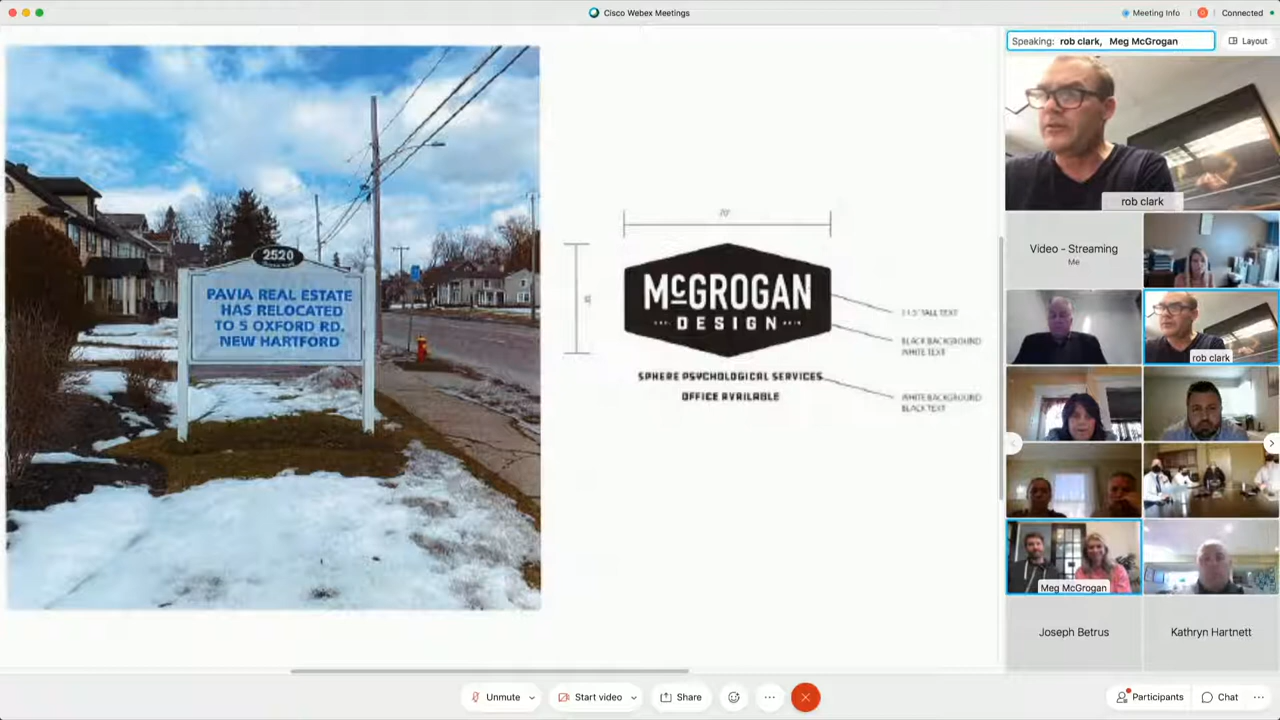 Cisco Webex Meetings
Meeting Info
Connected
Speaking: rob clark, Meg McGrogan
Layout
rob clark
Video - Streaming
Me
rob clark
Meg McGrogan
Joseph Betrus
Kathryn Hartnett
2520
PAVIA REAL ESTATE
HAS RELOCATED
TO 5 OXFORD RD.
NEW HARTFORD
70"
McGROGAN
DESIGN
TALL TEXT
BLACK BACKGROUND
WHITE TEXT
SPHERE PSYCHOLOGICAL SERVICES
OFFICE AVAILABLE
WHITE BACKGROUND
BLACK TEXT
Unmute
Start video
Share
Participants
Chat